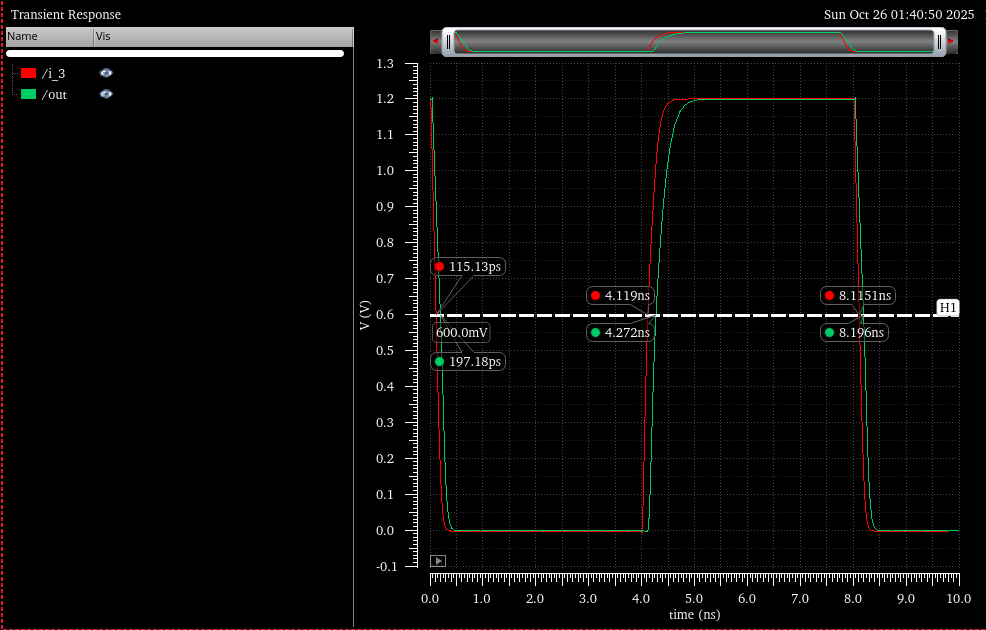 Transient Response
Sun Oct 26 01:40:50 2025
Name Vis
/i_3
/out
1.3
1.2
1.1
1.0
0.9
0.8
0.7
0.6
0.5
0.4
0.3
0.2
0.1
0.0
-0.1
V (V)
115.13ps
600.0mV
197.18ps
4.119ns
4.272ns
8.1151ns
8.196ns
H1
0.0 1.0 2.0 3.0 4.0 5.0 6.0 7.0 8.0 9.0 10.0
time (ns)